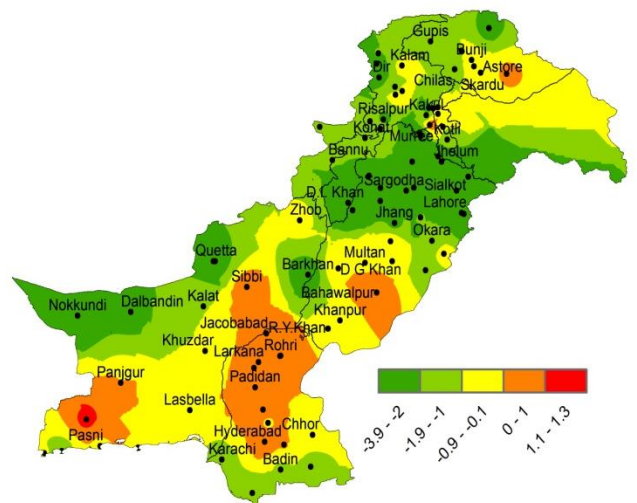 Gupis
Bunji
Kalam
Dir
Astore
Chilas
Skardu
Risalpur
Kakul
Kohat
Murree
Kotli
Bannu
Jhelum
Sargodha
Sialkot
D.I. Khan
Lahore
Jhang
Zhob
Okara
Quetta
Multan
Barkhan
D G Khan
Sibbi
Bahawalpur
Nokkundi
Dalbandin
Kalat
Khanpur
Jacobabad
R.Y.Khan
Khuzdar
Larkana
Rohri
Panjgur
Padidan
Lasbella
Pasni
Hyderabad
Chhor
Karachi
Badin
-3.9 - -2
-1.9 - -1
-0.9 - -0.1
0 - 1
1.1 - 1.3